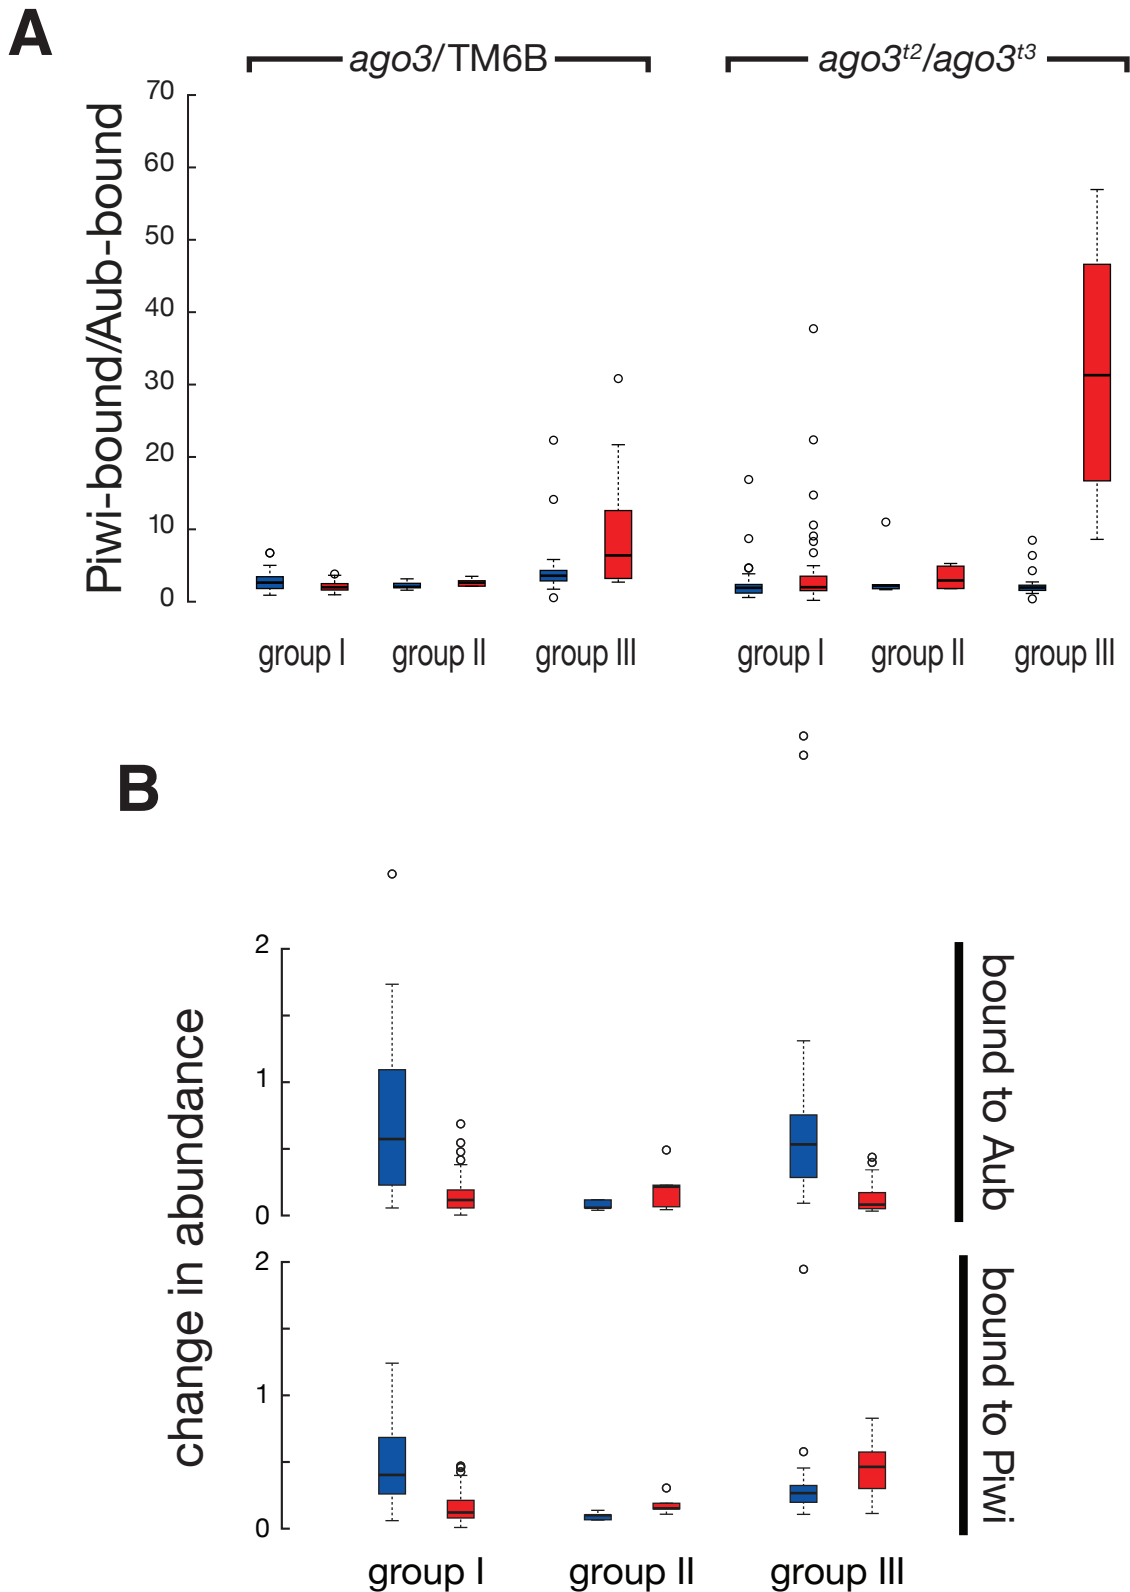 A
ago3/TM6B ago3t2/ago3t3
Piwi-bound/Aub-bound
70
60
50
40
30
20
10
0
group I group II group III group I group II group III
B
change in abundance
2
1
0
bound to Aub
2
1
0
bound to Piwi
group I group II group III